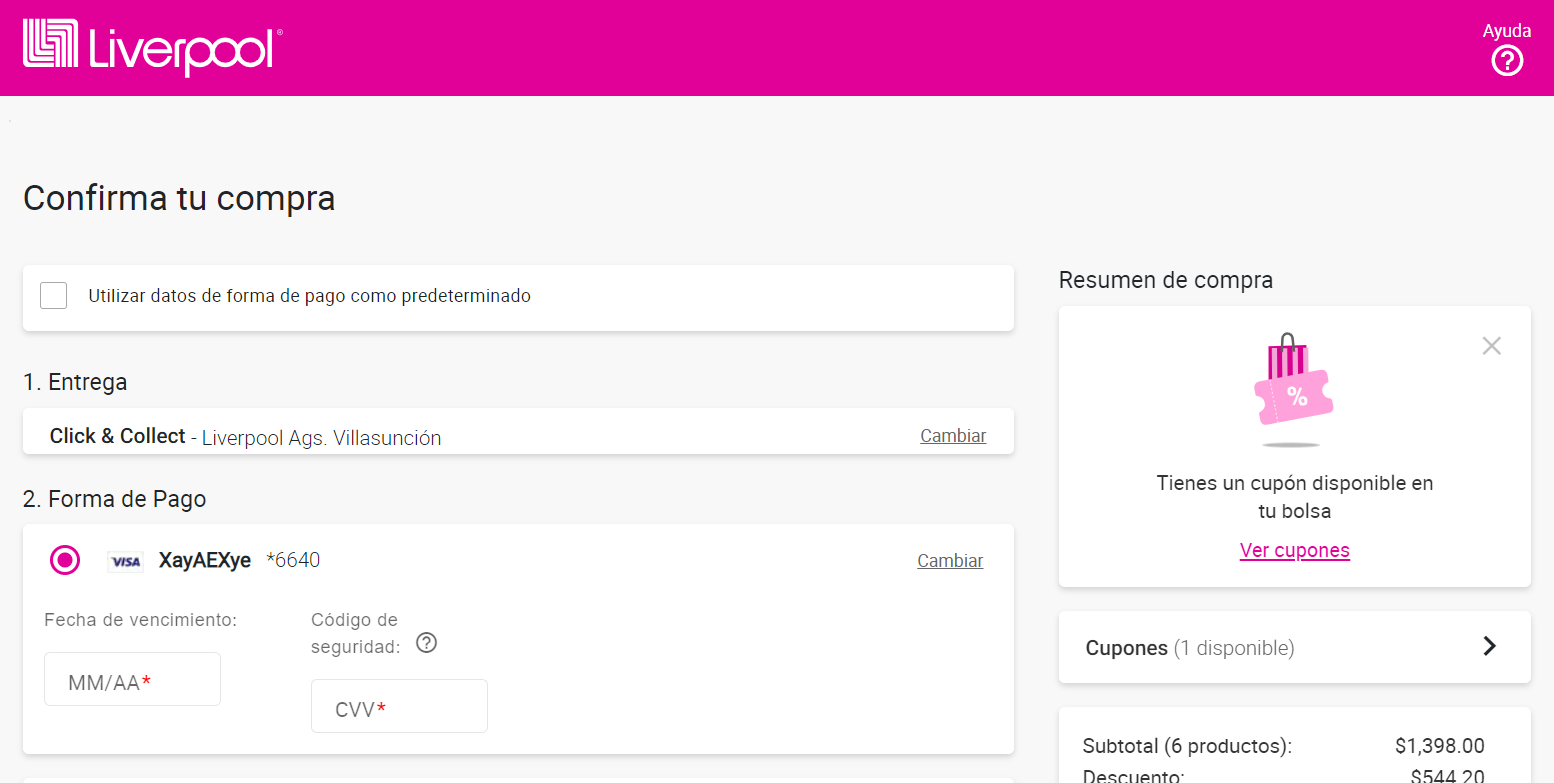 Liverpool®
Ayuda
?
Confirma tu compra
Utilizar datos de forma de pago como predeterminado
1. Entrega
Click & Collect - Liverpool Ags. Villasunción
Cambiar
2. Forma de Pago
VISA XayAEXye *6640
Cambiar
Fecha de vencimiento:
MM/AA*
Código de
seguridad: ?
CVV*
Resumen de compra
%
Tienes un cupón disponible en
tu bolsa
Ver cupones
Cupones (1 disponible)
Subtotal (6 productos): $1,398.00
Descuento: $544.20